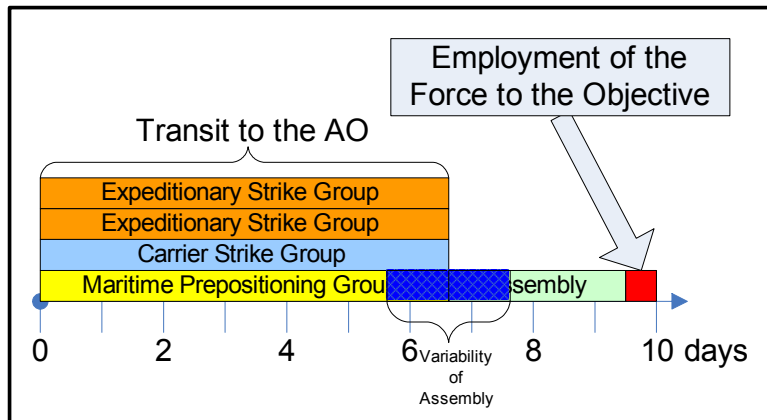 Employment of the
Force to the Objective
Transit to the AO
Expeditionary Strike Group
Expeditionary Strike Group
Carrier Strike Group
Maritime Prepositioning Grou ssembly
0 2 4 6 8 10 days
Variability
of
Assembly